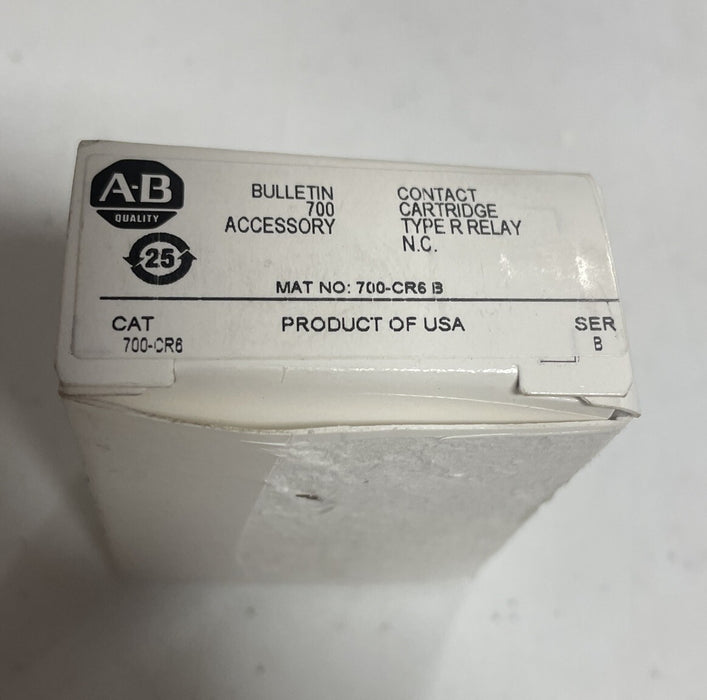 A-B
QUALITY
25
BULLETIN
700
ACCESSORY
CONTACT
CARTRIDGE
TYPE R RELAY
N.C.
MAT NO: 700-CR6 B
CAT
700-CR6
PRODUCT OF USA
SER
B